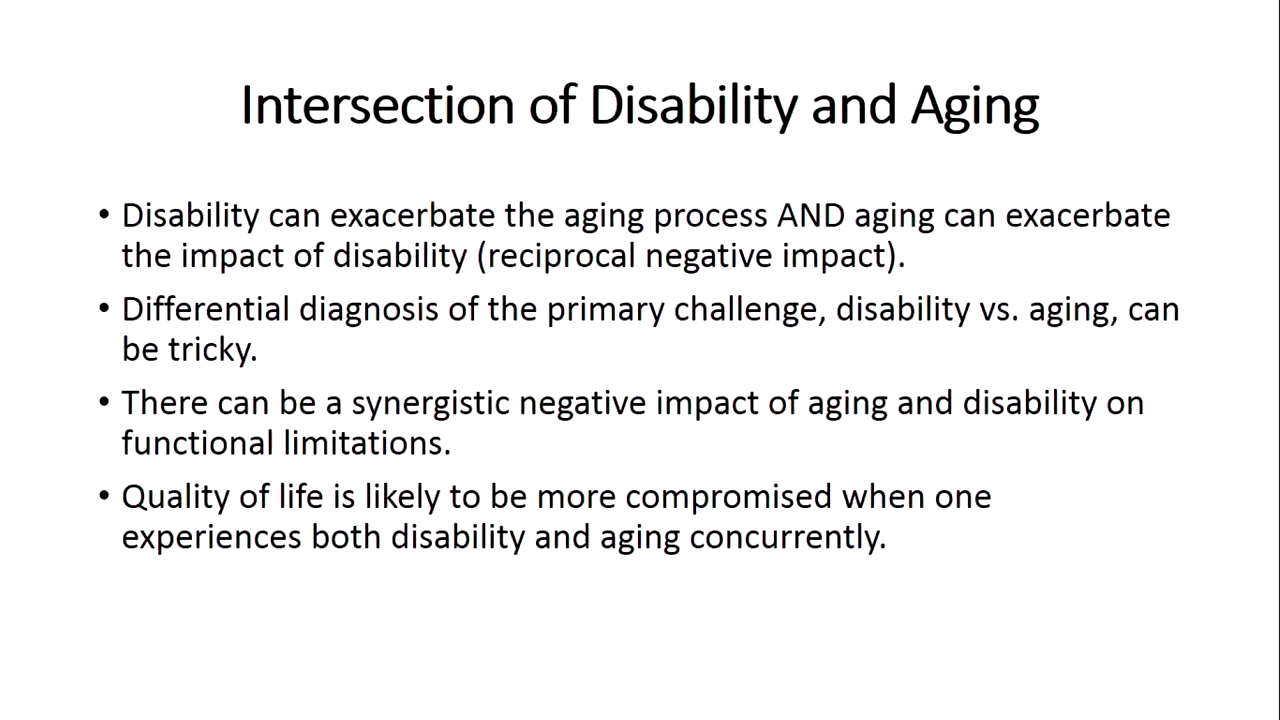 Intersection of Disability and Aging
• Disability can exacerbate the aging process AND aging can exacerbate
the impact of disability (reciprocal negative impact).
• Differential diagnosis of the primary challenge, disability vs. aging, can
be tricky.
• There can be a synergistic negative impact of aging and disability on
functional limitations.
• Quality of life is likely to be more compromised when one
experiences both disability and aging concurrently.